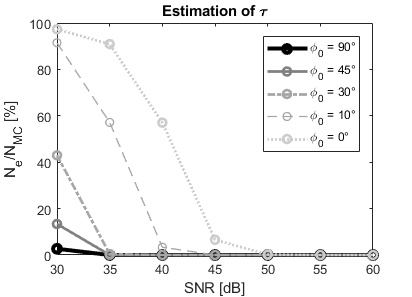 Estimation of τ
N_e/N_MC [%]
100
80
60
40
20
0
30 35 40 45 50 55 60
SNR [dB]
ϕ_0 = 90°
ϕ_0 = 45°
ϕ_0 = 30°
ϕ_0 = 10°
ϕ_0 = 0°